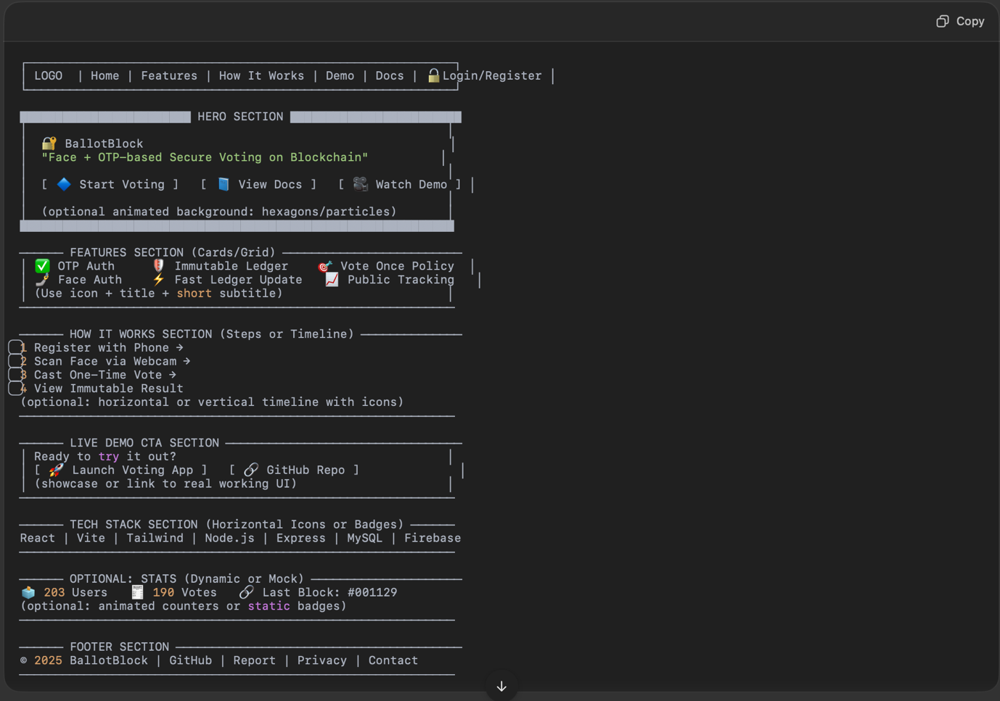 Copy
LOGO | Home | Features | How It Works | Demo | Docs | 🔒Login/Register |
HERO SECTION
🔐 BallotBlock
"Face + OTP-based Secure Voting on Blockchain"
[ 🔷 Start Voting ] [ 📘 View Docs ] [ 🎥 Watch Demo ]
(optional animated background: hexagons/particles)
FEATURES SECTION (Cards/Grid)
✅ OTP Auth 🛡 Immutable Ledger 🎯 Vote Once Policy
🤳 Face Auth ⚡ Fast Ledger Update 📈 Public Tracking
(Use icon + title + short subtitle)
HOW IT WORKS SECTION (Steps or Timeline)
1 Register with Phone →
2 Scan Face via Webcam →
3 Cast One-Time Vote →
4 View Immutable Result
(optional: horizontal or vertical timeline with icons)
LIVE DEMO CTA SECTION
Ready to try it out?
[ 🚀 Launch Voting App ] [ 🔗 GitHub Repo ]
(showcase or link to real working UI)
TECH STACK SECTION (Horizontal Icons or Badges)
React | Vite | Tailwind | Node.js | Express | MySQL | Firebase
OPTIONAL: STATS (Dynamic or Mock)
🗳 203 Users 🧾 190 Votes 🔗 Last Block: #001129
(optional: animated counters or static badges)
FOOTER SECTION
© 2025 BallotBlock | GitHub | Report | Privacy | Contact